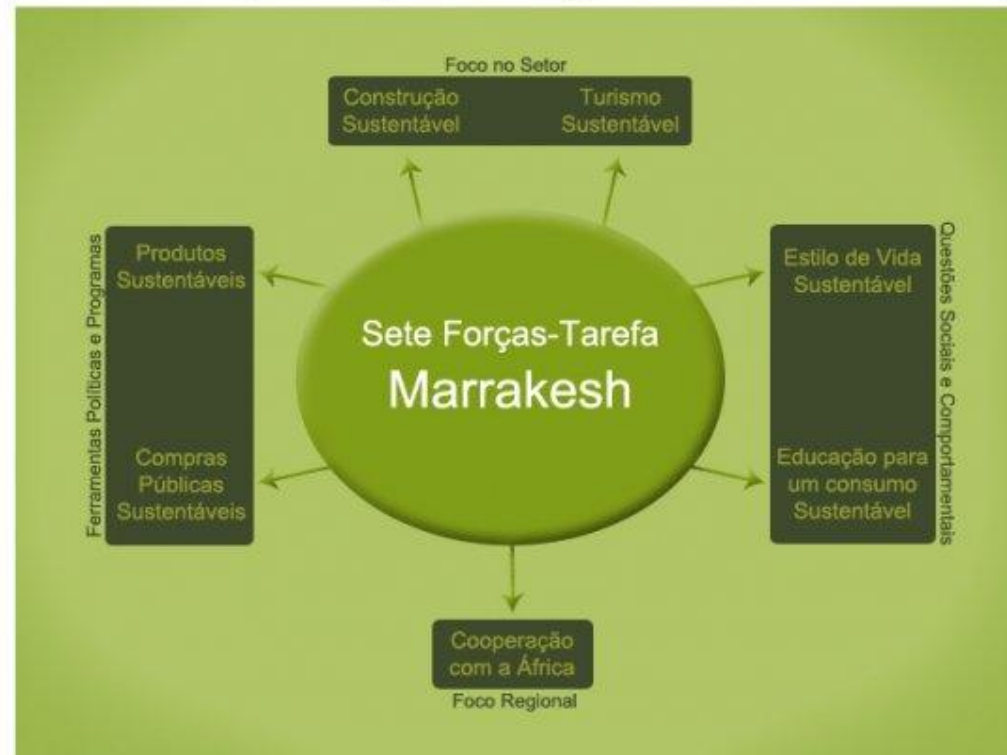 Foco no Setor
Construção
Sustentável
Turismo
Sustentável
Ferramentas Políticas e Programas
Produtos
Sustentáveis
Compras
Públicas
Sustentáveis
Sete Forças-Tarefa
Marrakesh
Estilo de Vida
Sustentável
Educação para
um consumo
Sustentável
Questões Sociais e Comportamentais
Cooperação
com a África
Foco Regional